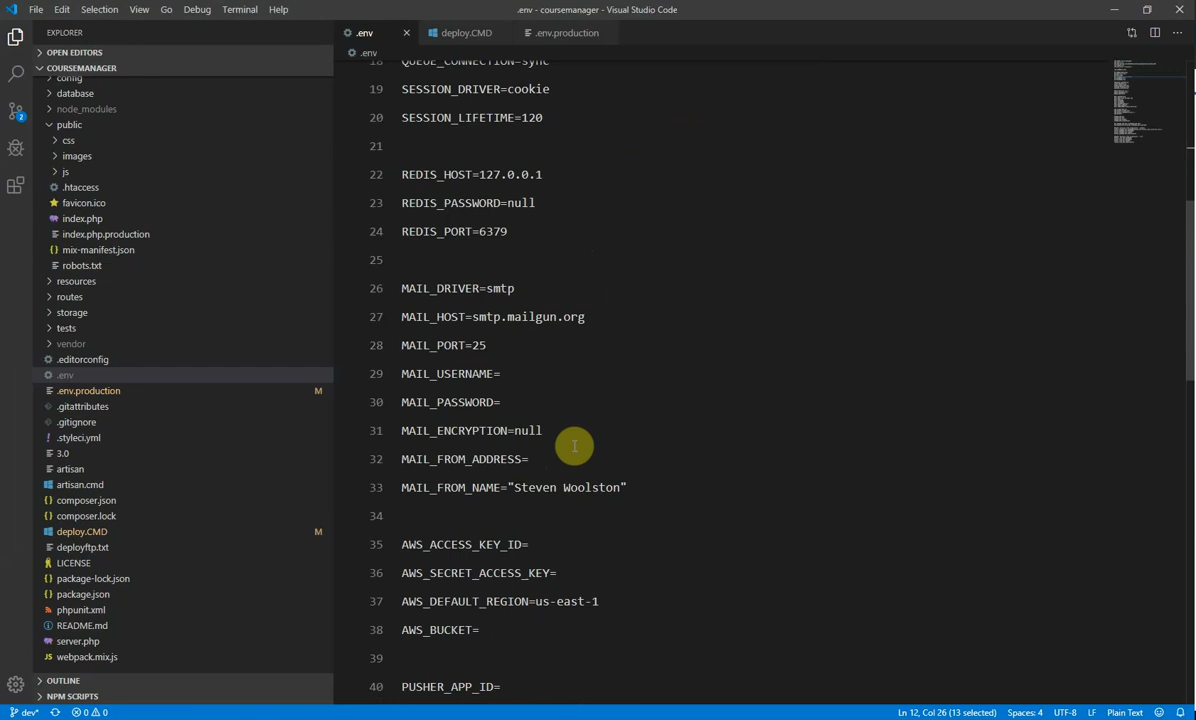 File Edit Selection View Go Debug Terminal Help
.env - coursemanager - Visual Studio Code
EXPLORER
OPEN EDITORS
COURSEMANAGER
config
database
node_modules
public
css
images
js
.htaccess
favicon.ico
index.php
index.php.production
mix-manifest.json
robots.txt
resources
routes
storage
tests
vendor
.editorconfig
.env
.env.production M
.gitattributes
.gitignore
.styleci.yml
3.0
artisan
artisan.cmd
composer.json
composer.lock
deploy.CMD M
deployftp.txt
LICENSE
package-lock.json
package.json
phpunit.xml
README.md
server.php
webpack.mix.js
OUTLINE
NPM SCRIPTS
2
.env deploy.CMD .env.production
.env
18 QUEUE_CONNECTION=sync
19 SESSION_DRIVER=cookie
20 SESSION_LIFETIME=120
21
22 REDIS_HOST=127.0.0.1
23 REDIS_PASSWORD=null
24 REDIS_PORT=6379
25
26 MAIL_DRIVER=smtp
27 MAIL_HOST=smtp.mailgun.org
28 MAIL_PORT=25
29 MAIL_USERNAME=
30 MAIL_PASSWORD=
31 MAIL_ENCRYPTION=null
32 MAIL_FROM_ADDRESS=
33 MAIL_FROM_NAME="Steven Woolston"
34
35 AWS_ACCESS_KEY_ID=
36 AWS_SECRET_ACCESS_KEY=
37 AWS_DEFAULT_REGION=us-east-1
38 AWS_BUCKET=
39
40 PUSHER_APP_ID=
dev* 0 0 Ln 12, Col 26 (13 selected) Spaces: 4 UTF-8 LF Plain Text